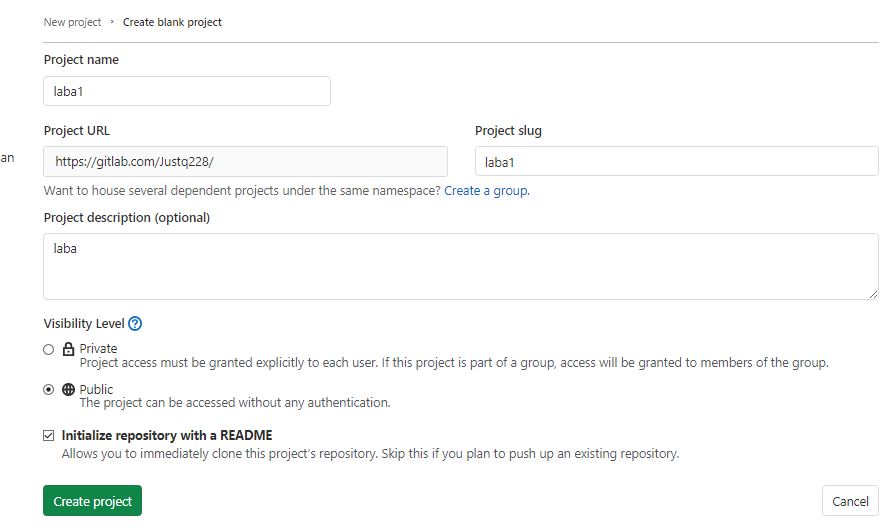 New project › Create blank project
Project name
laba1
Project URL
Project slug
an
https://gitlab.com/Justq228/
laba1
Want to house several dependent projects under the same namespace? Create a group.
Project description (optional)
laba
Visibility Level
Private
Project access must be granted explicitly to each user. If this project is part of a group, access will be granted to members of the group.
Public
The project can be accessed without any authentication.
Initialize repository with a README
Allows you to immediately clone this project's repository. Skip this if you plan to push up an existing repository.
Create project
Cancel